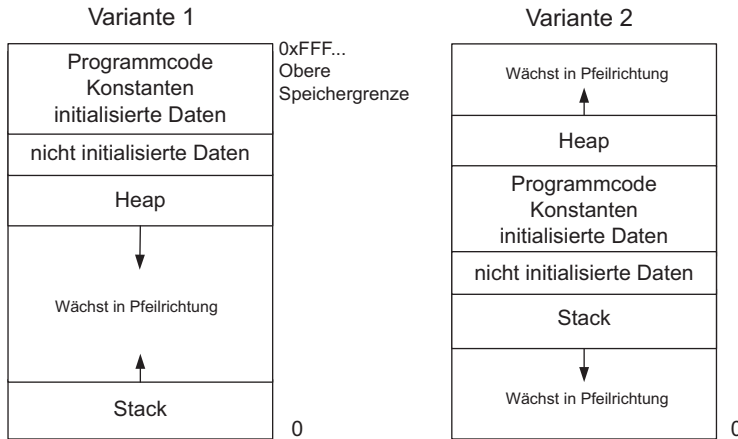 Variante 1
Programmcode
Konstanten
initialisierte Daten
nicht initialisierte Daten
Heap
Wächst in Pfeilrichtung
Stack
0xFFF...
Obere
Speichergrenze
0
Variante 2
Wächst in Pfeilrichtung
Heap
Programmcode
Konstanten
initialisierte Daten
nicht initialisierte Daten
Stack
Wächst in Pfeilrichtung
0